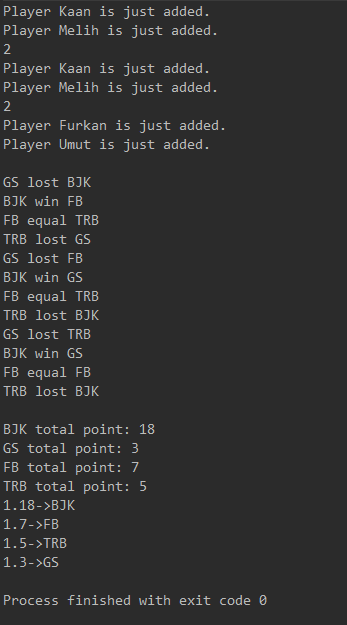 Player Kaan is just added.
Player Melih is just added.
2
Player Kaan is just added.
Player Melih is just added.
2
Player Furkan is just added.
Player Umut is just added.
GS lost BJK
BJK win FB
FB equal TRB
TRB lost GS
GS lost FB
BJK win GS
FB equal TRB
TRB lost BJK
GS lost TRB
BJK win GS
FB equal FB
TRB lost BJK
BJK total point: 18
GS total point: 3
FB total point: 7
TRB total point: 5
1.18->BJK
1.7->FB
1.5->TRB
1.3->GS
Process finished with exit code 0